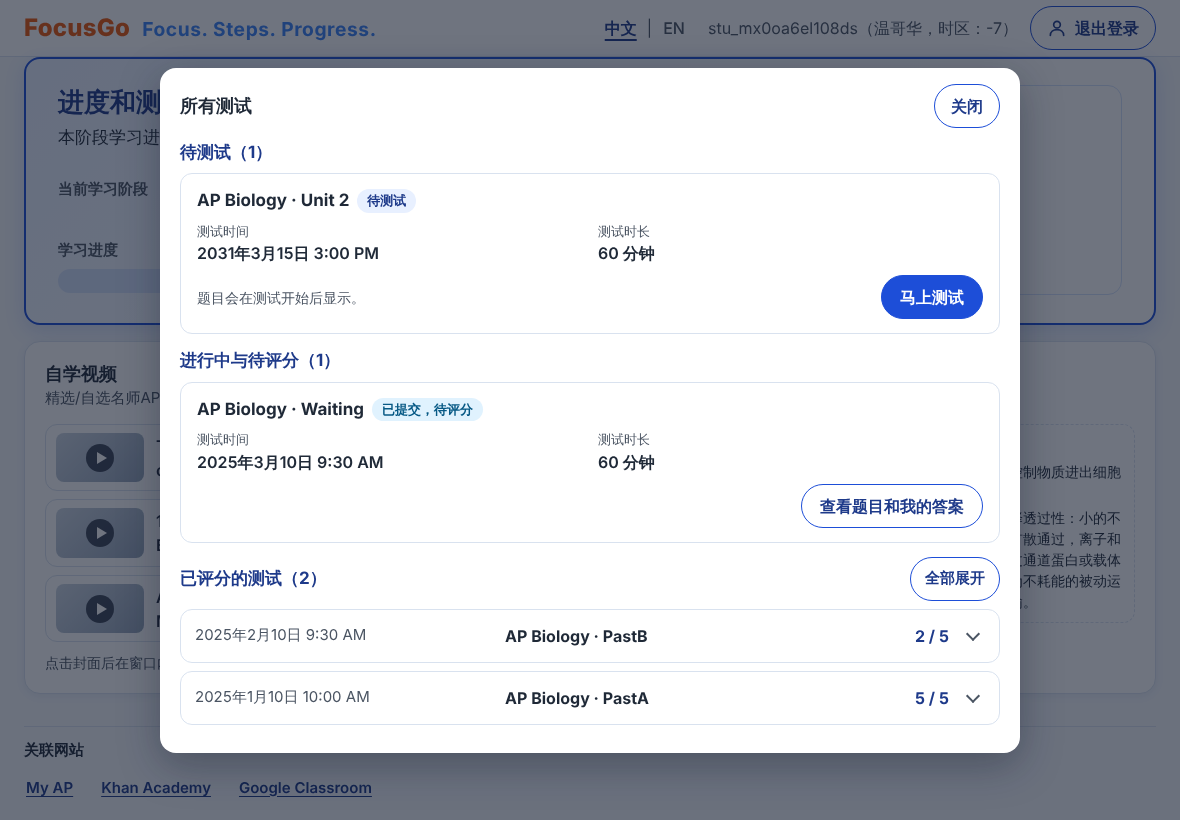 FocusGo Focus. Steps. Progress.
中文 | EN stu_mx0oa6el108ds（温哥华，时区：-7） 退出登录
进度和测
本阶段学习进
当前学习阶段
学习进度
所有测试
关闭
待测试（1）
AP Biology · Unit 2 待测试
测试时间 测试时长
2031年3月15日 3:00 PM 60 分钟
题目会在测试开始后显示。 马上测试
进行中与待评分（1）
AP Biology · Waiting 已提交，待评分
测试时间 测试时长
2025年3月10日 9:30 AM 60 分钟
查看题目和我的答案
已评分的测试（2） 全部展开
2025年2月10日 9:30 AM AP Biology · PastB 2 / 5
2025年1月10日 10:00 AM AP Biology · PastA 5 / 5
自学视频
精选/自选名师AP
制物质进出细胞
透过性：小的不
散通过，离子和
通道蛋白或载体
不耗能的被动运
点击封面后在窗口
关联网站
My AP Khan Academy Google Classroom